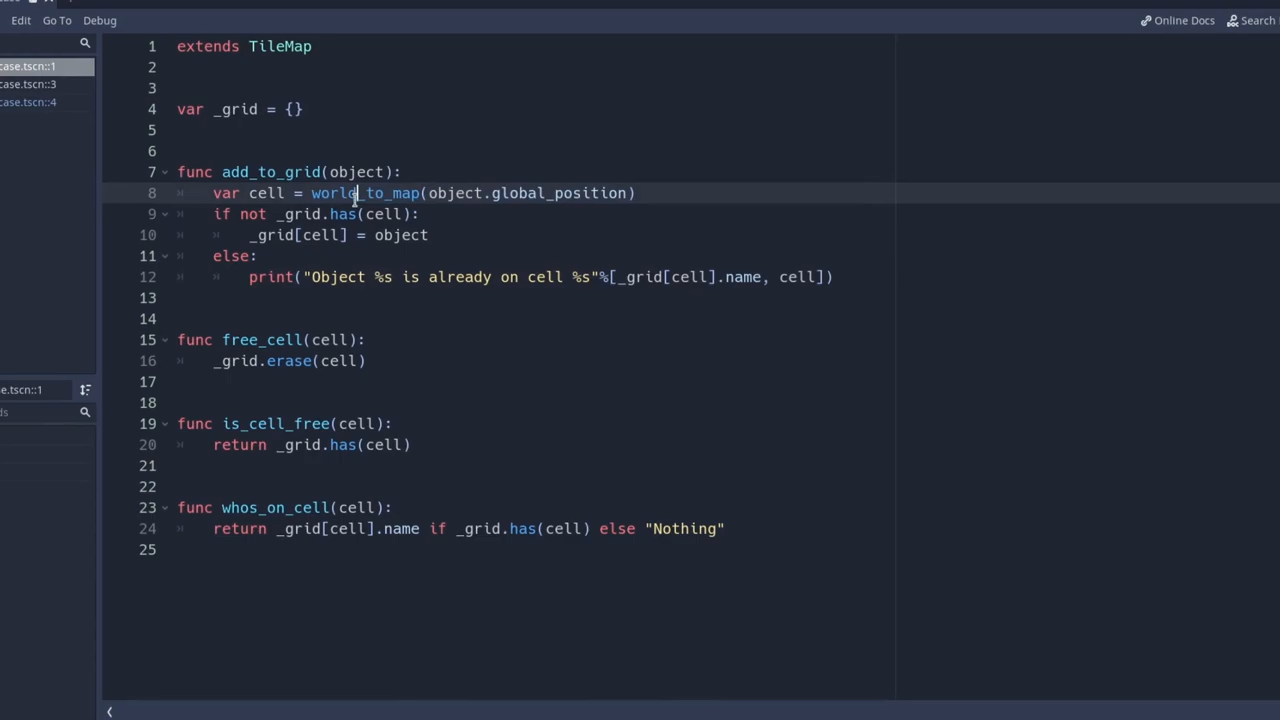 Edit Go To Debug Online Docs Search
case.tscn::1
case.tscn::3
case.tscn::4
e.tscn::1
ds
1 extends TileMap
2
3
4 var _grid = {}
5
6
7 func add_to_grid(object):
8 var cell = world_to_map(object.global_position)
9 if not _grid.has(cell):
10 _grid[cell] = object
11 else:
12 print("Object %s is already on cell %s"%[_grid[cell].name, cell])
13
14
15 func free_cell(cell):
16 _grid.erase(cell)
17
18
19 func is_cell_free(cell):
20 return _grid.has(cell)
21
22
23 func whos_on_cell(cell):
24 return _grid[cell].name if _grid.has(cell) else "Nothing"
25